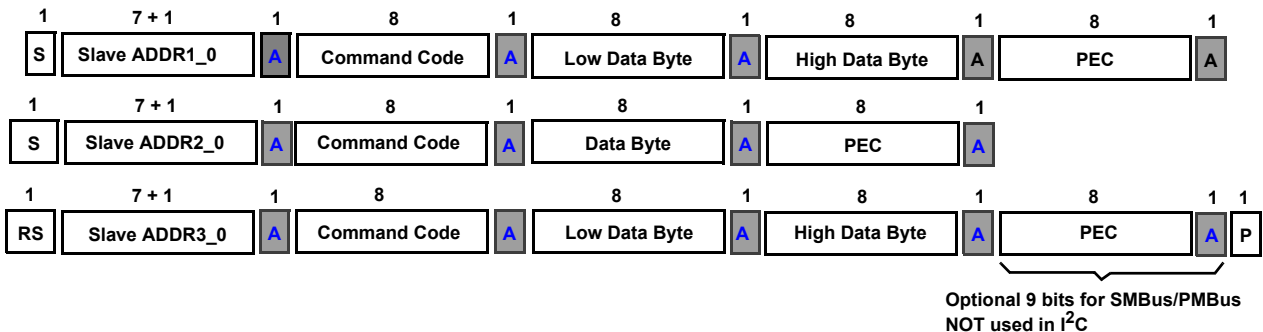 1 7 + 1 1 8 1 8 1 8 1 8 1
S Slave ADDR1_0 A Command Code A Low Data Byte A High Data Byte A PEC A
1 7 + 1 1 8 1 8 1 8 1
S Slave ADDR2_0 A Command Code A Data Byte A PEC A
1 7 + 1 1 8 1 8 1 8 1 8 1 1
RS Slave ADDR3_0 A Command Code A Low Data Byte A High Data Byte A PEC A P
Optional 9 bits for SMBus/PMBus
NOT used in I²C